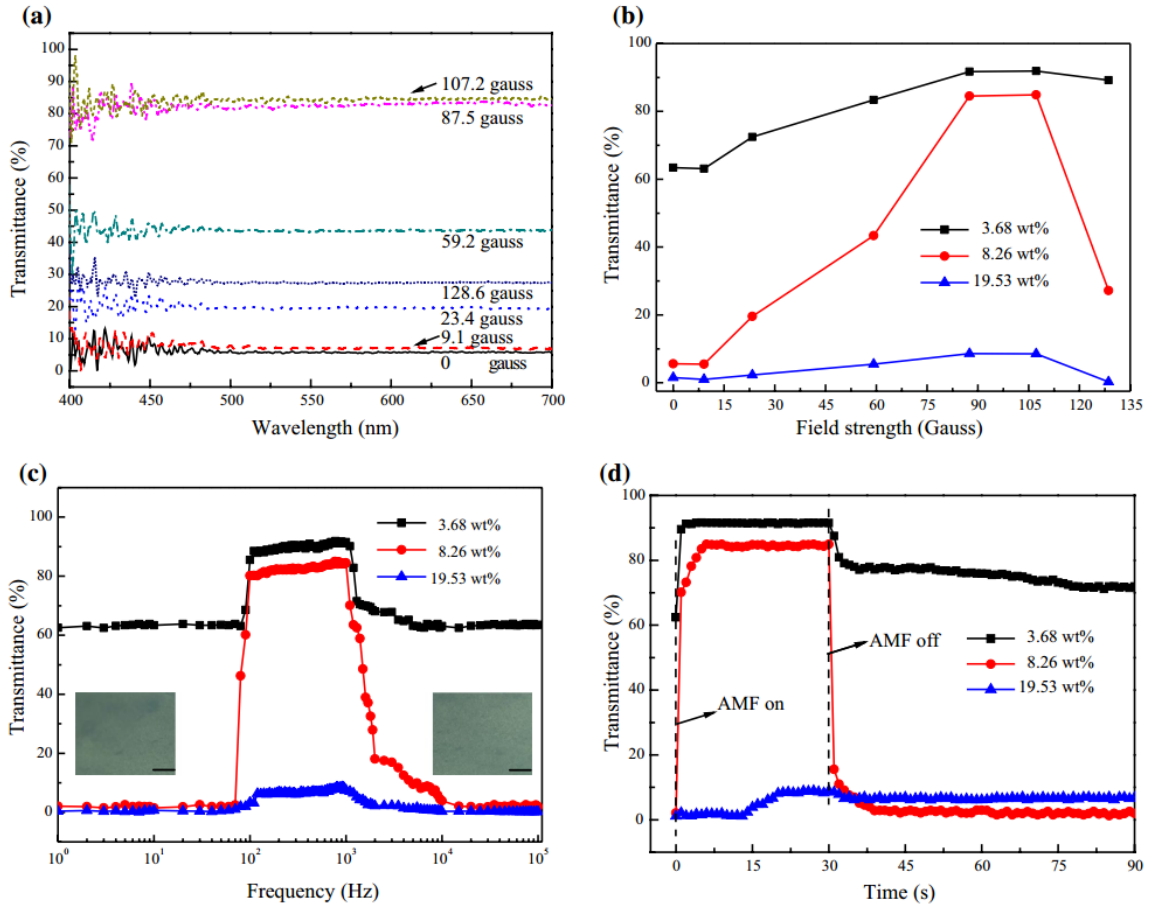 (a)
100
90
80
70
60
50
40
30
20
10
0
Transmittance (%)
107.2 gauss
87.5 gauss
59.2 gauss
128.6 gauss
23.4 gauss
9.1 gauss
0 gauss
400 450 500 550 600 650 700
Wavelength (nm)
(b)
100
80
60
40
20
0
Transmittance (%)
3.68 wt%
8.26 wt%
19.53 wt%
0 15 30 45 60 75 90 105 120 135
Field strength (Gauss)
(c)
100
80
60
40
20
0
Transmittance (%)
3.68 wt%
8.26 wt%
19.53 wt%
10⁰ 10¹ 10² 10³ 10⁴ 10⁵
Frequency (Hz)
(d)
100
80
60
40
20
0
Transmittance (%)
AMF off
3.68 wt%
8.26 wt%
19.53 wt%
AMF on
0 15 30 45 60 75 90
Time (s)